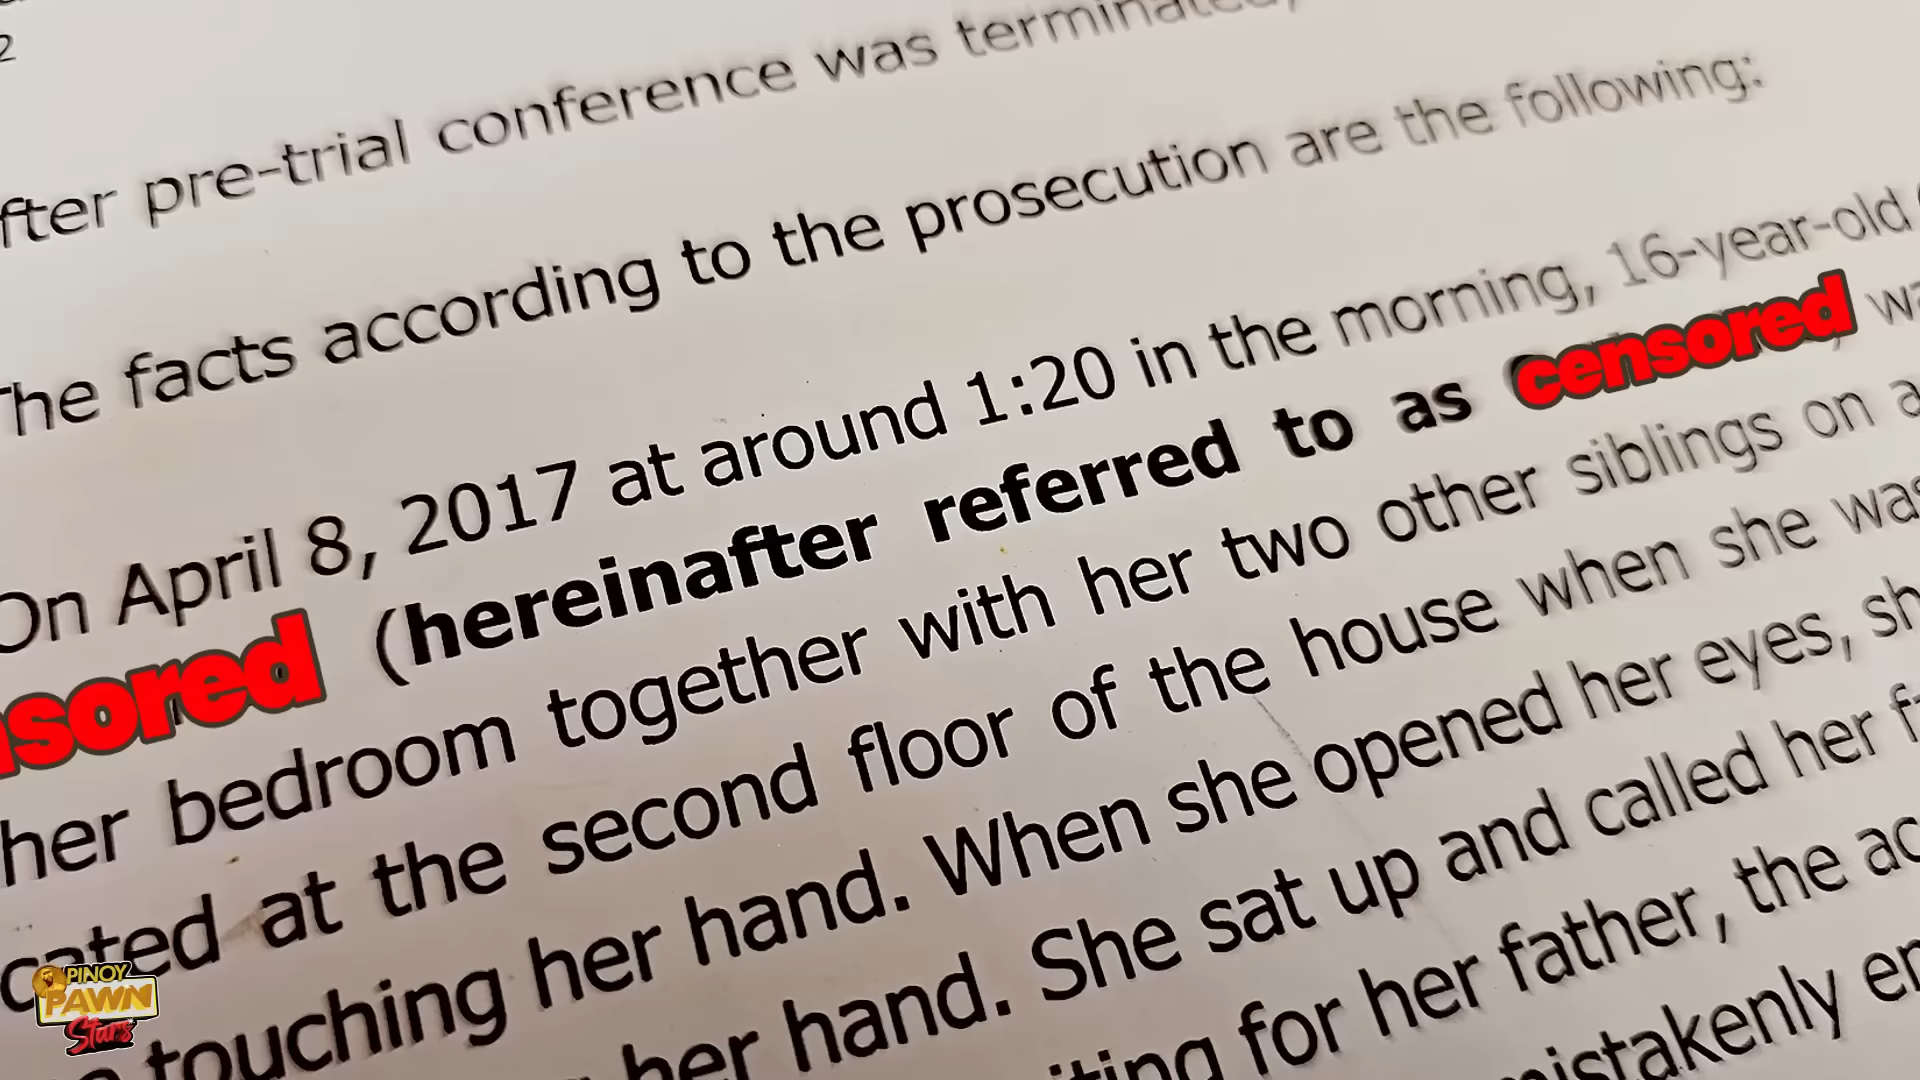 2
fter pre-trial conference was terminated,
The facts according to the prosecution are the following:
On April 8, 2017 at around 1:20 in the morning, 16-year-old
sored (hereinafter referred to as censored wa
her bedroom together with her two other siblings on a
cated at the second floor of the house when she was
touching her hand. When she opened her eyes, sh
her hand. She sat up and called her f
iting for her father, the ac
mistakenly en
PINOY
PAWN
Stars